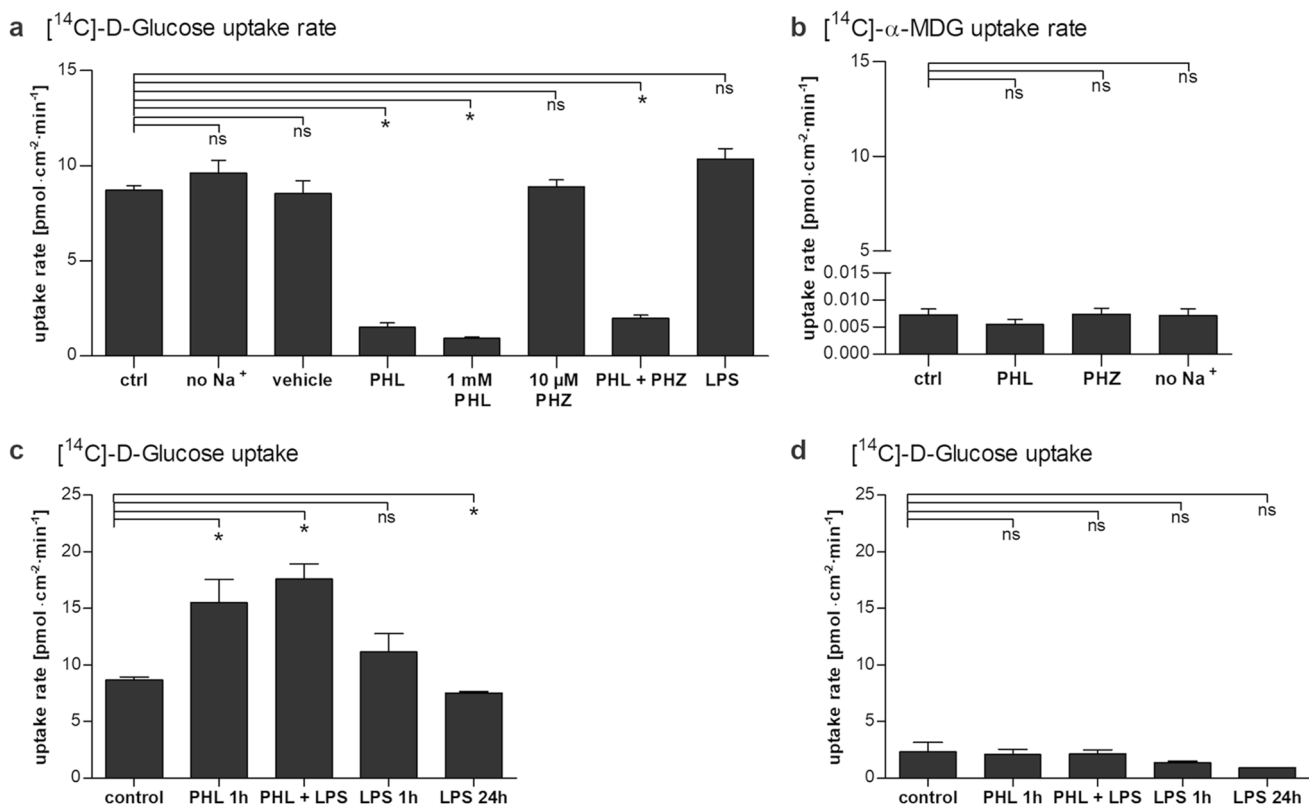 a [¹⁴C]-D-Glucose uptake rate
uptake rate [pmol·cm⁻²·min⁻¹]
15
10
5
0
ns
ns
*
*
ns
*
ns
ctrl
no Na⁺
vehicle
PHL
1 mM
PHL
10 µM
PHZ
PHL + PHZ
LPS
b [¹⁴C]-α-MDG uptake rate
uptake rate [pmol·cm⁻²·min⁻¹]
15
10
5
0.015
0.010
0.005
0.000
ns
ns
ns
ctrl
PHL
PHZ
no Na⁺
c [¹⁴C]-D-Glucose uptake
uptake rate [pmol·cm⁻²·min⁻¹]
25
20
15
10
5
0
*
*
ns
*
control
PHL 1h
PHL + LPS
LPS 1h
LPS 24h
d [¹⁴C]-D-Glucose uptake
uptake rate [pmol·cm⁻²·min⁻¹]
25
20
15
10
5
0
ns
ns
ns
ns
control
PHL 1h
PHL + LPS
LPS 1h
LPS 24h